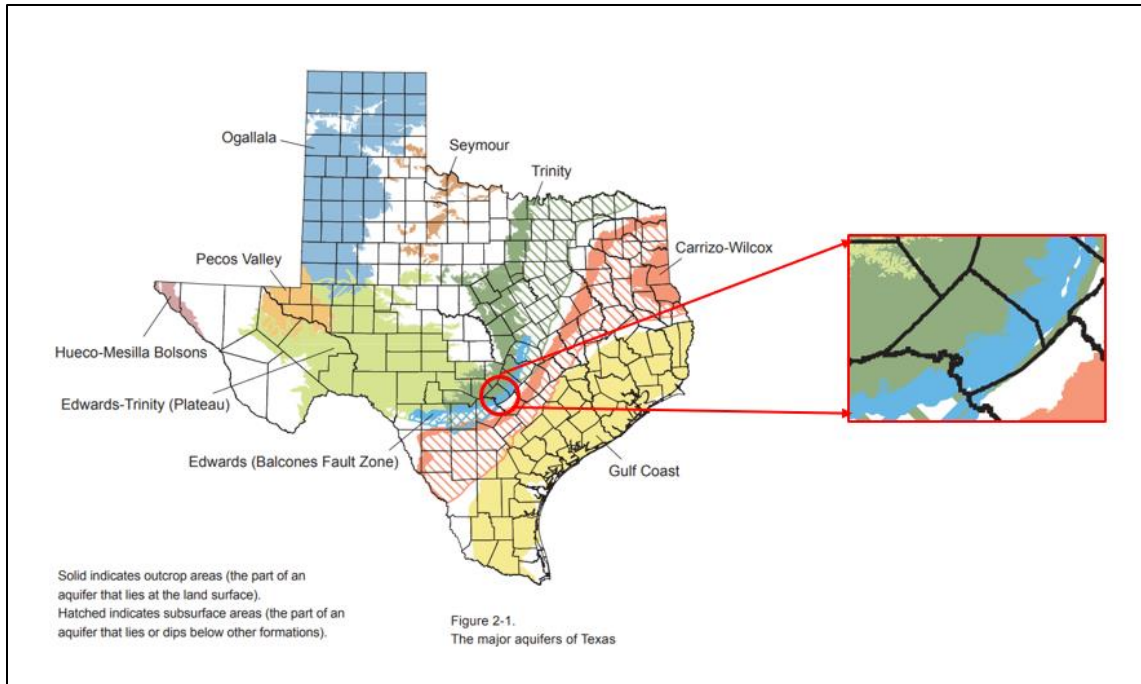 Ogallala
Seymour
Trinity
Pecos Valley
Carrizo-Wilcox
Hueco-Mesilla Bolsons
Edwards-Trinity (Plateau)
Edwards (Balcones Fault Zone)
Gulf Coast
Solid indicates outcrop areas (the part of an
aquifer that lies at the land surface).
Hatched indicates subsurface areas (the part of an
aquifer that lies or dips below other formations).
Figure 2-1.
The major aquifers of Texas